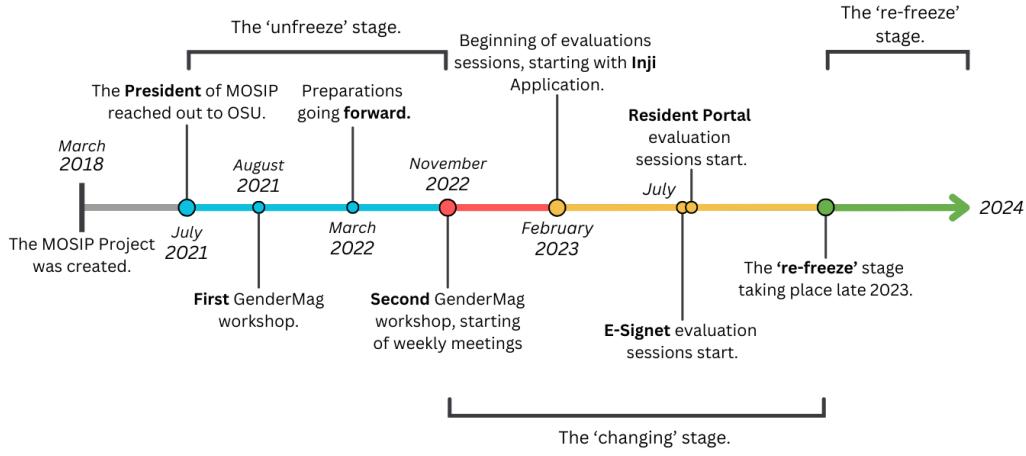 The ‘unfreeze’ stage.
The ‘re-freeze’
stage.
Beginning of evaluations
sessions, starting with Inji
Application.
The President of MOSIP
reached out to OSU.
Preparations
going forward.
Resident Portal
evaluation
sessions start.
March
2018
August
2021
November
2022
July
2024
The MOSIP Project
was created.
July
2021
March
2022
February
2023
First GenderMag
workshop.
Second GenderMag
workshop, starting
of weekly meetings
The ‘re-freeze’ stage
taking place late 2023.
E-Signet evaluation
sessions start.
The ‘changing’ stage.